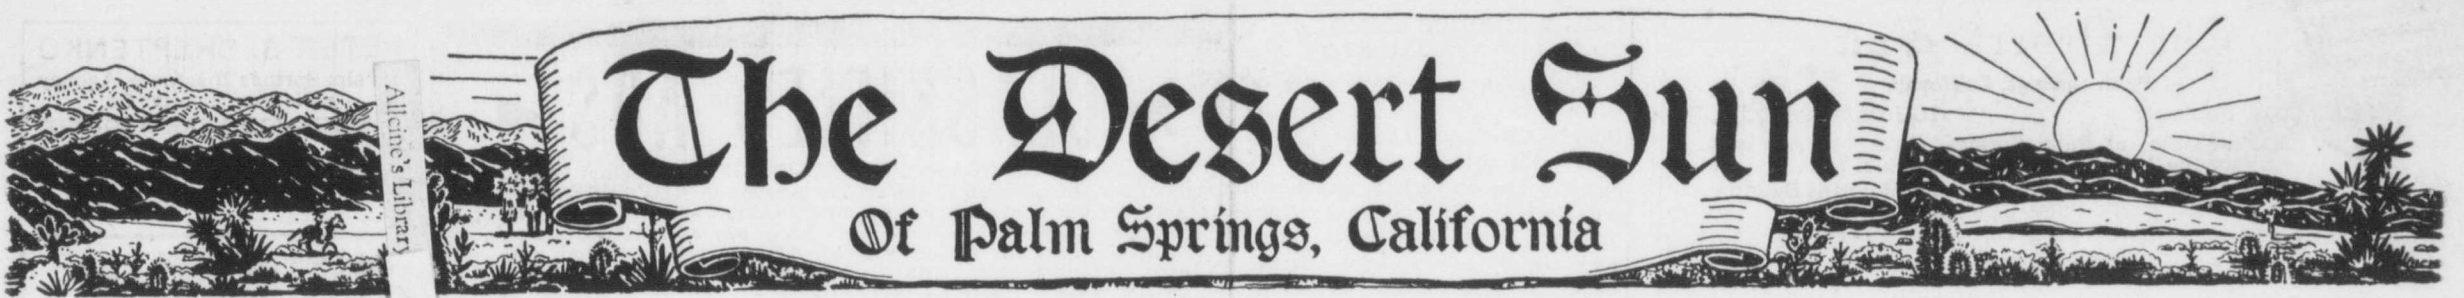 The Desert Sun
Of Palm Springs, California
Allcine's Library